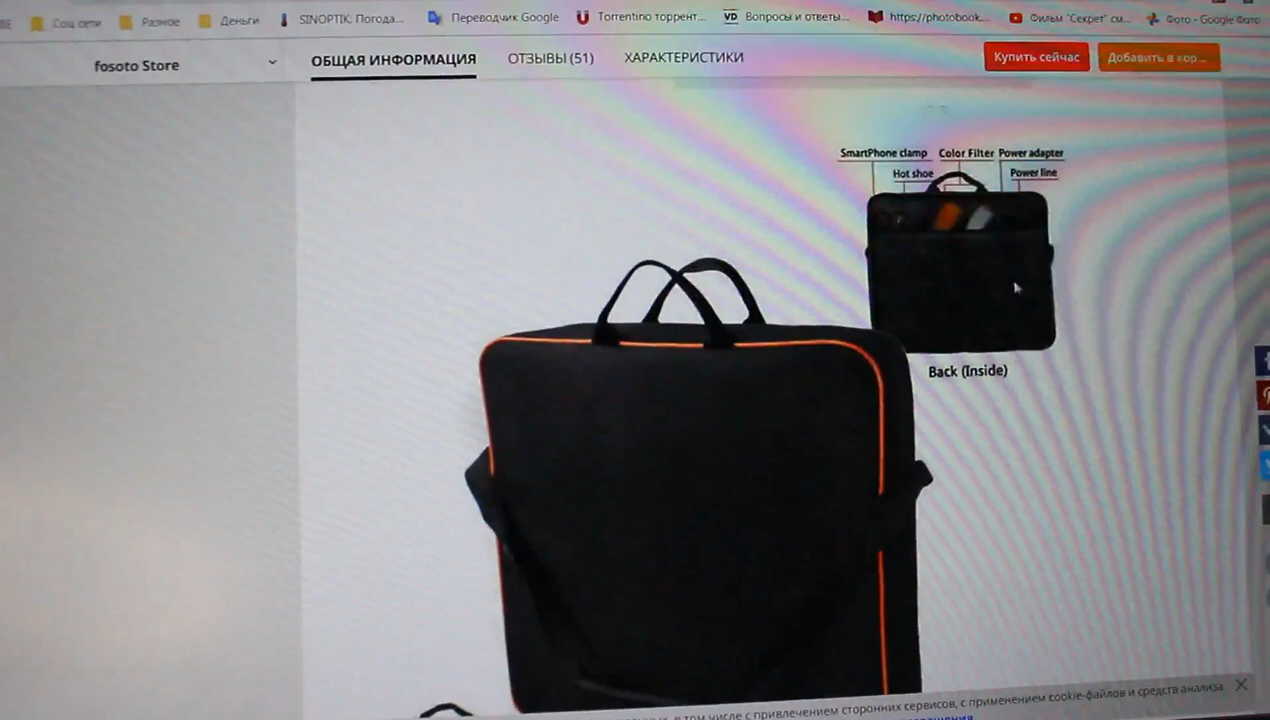 Соц сети Разное Деньги SINOPTIK: Погода... Переводчик Google Torrentino торрент... VD Вопросы и ответы... https://photobook... Фильм "Секрет" см... Фото - Google Фото
fosoto Store ОБЩАЯ ИНФОРМАЦИЯ ОТЗЫВЫ (51) ХАРАКТЕРИСТИКИ Купить сейчас Добавить в кор...
SmartPhone clamp Color Filter Power adapter
Hot shoe Power line
Back (Inside)
в том числе с привлечением сторонних сервисов, с применением cookie-файлов и средств анализа